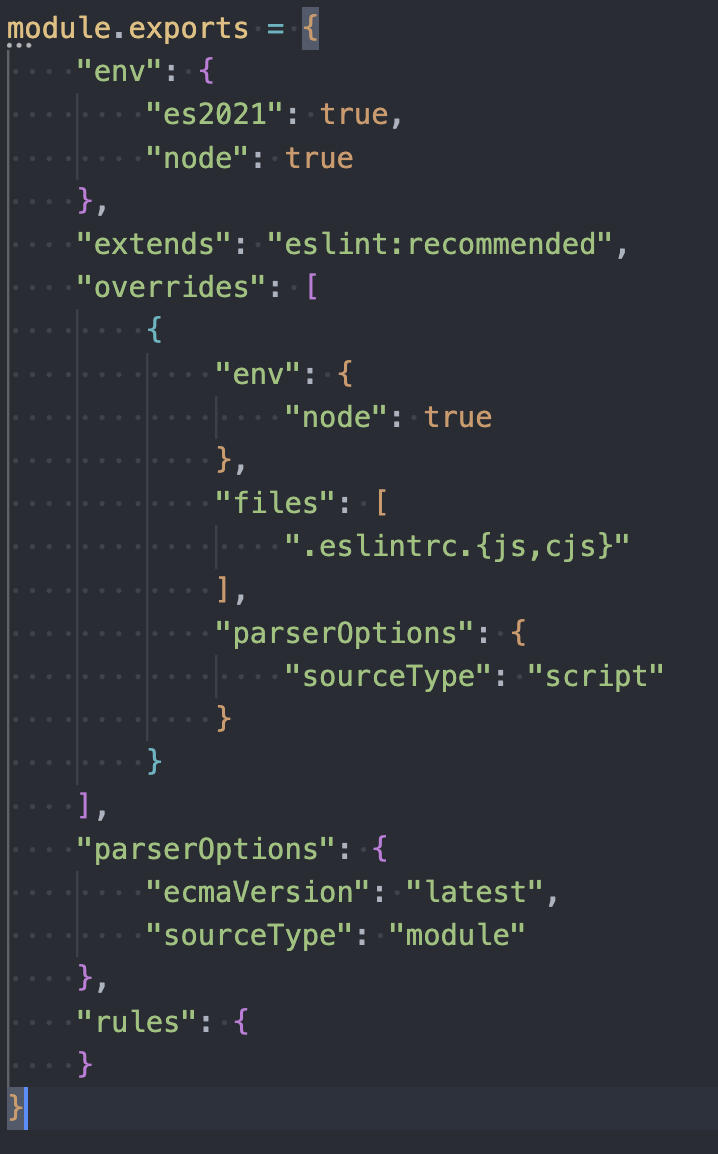 module.exports = {
    "env": {
        "es2021": true,
        "node": true
    },
    "extends": "eslint:recommended",
    "overrides": [
        {
            "env": {
                "node": true
            },
            "files": [
                ".eslintrc.{js,cjs}"
            ],
            "parserOptions": {
                "sourceType": "script"
            }
        }
    ],
    "parserOptions": {
        "ecmaVersion": "latest",
        "sourceType": "module"
    },
    "rules": {
    }
}